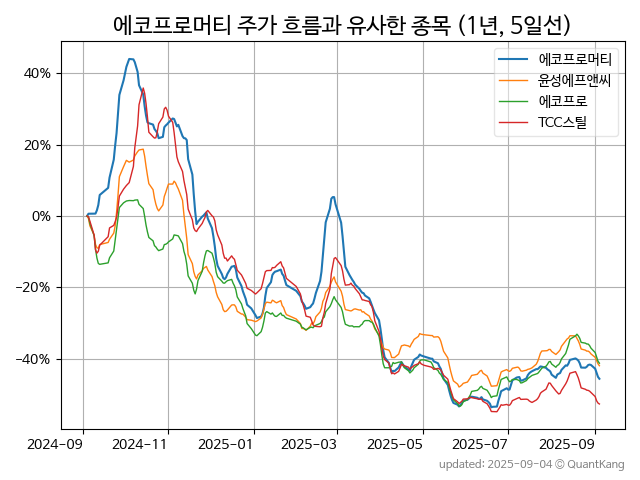 에코프로머티 주가 흐름과 유사한 종목 (1년, 5일선)
에코프로머티
윤성에프앤씨
에코프로
TCC스틸
40%
20%
0%
−20%
−40%
2024-09 2024-11 2025-01 2025-03 2025-05 2025-07 2025-09
updated: 2025-09-04 © QuantKang